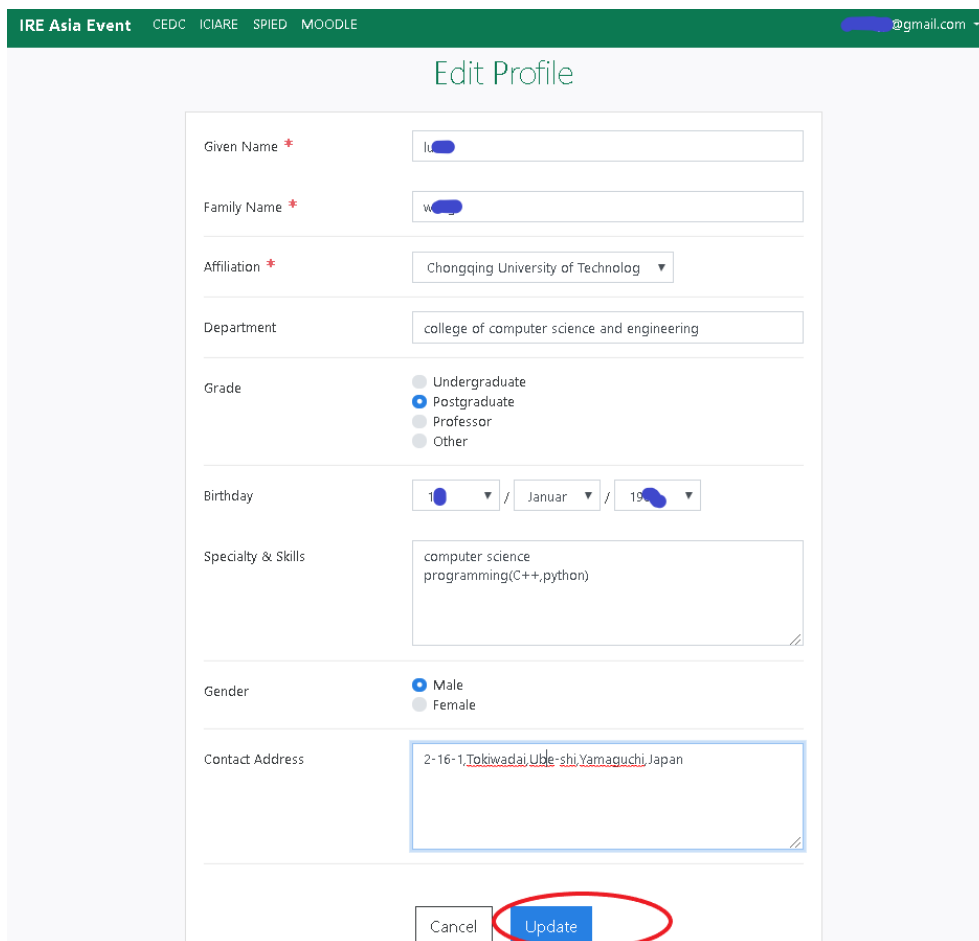 IRE Asia Event CEDC ICIARE SPIED MOODLE @gmail.com
Edit Profile
Given Name *
Family Name *
Affiliation * Chongqing University of Technolog
Department college of computer science and engineering
Grade
Undergraduate
Postgraduate
Professor
Other
Birthday / Januar /
Specialty & Skills
computer science
programming(C++,python)
Gender
Male
Female
Contact Address 2-16-1,Tokiwadai,Ube-shi,Yamaguchi,Japan
Cancel Update